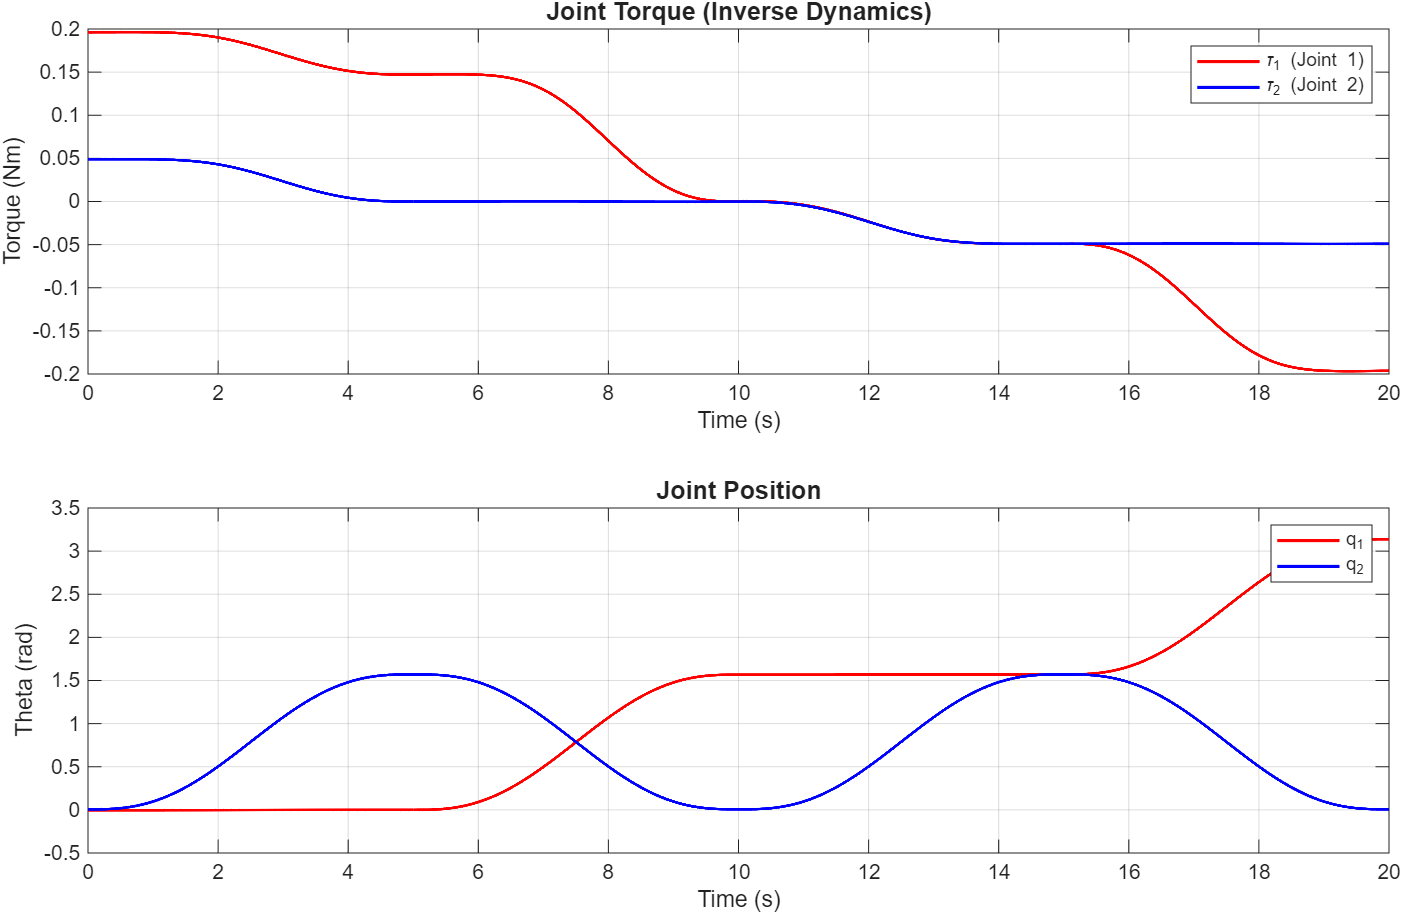 Joint Torque (Inverse Dynamics)
0.2
0.15
0.1
0.05
0
-0.05
-0.1
-0.15
-0.2
Torque (Nm)
τ1 (Joint 1)
τ2 (Joint 2)
0 2 4 6 8 10 12 14 16 18 20
Time (s)
Joint Position
3.5
3
2.5
2
1.5
1
0.5
0
-0.5
Theta (rad)
q1
q2
0 2 4 6 8 10 12 14 16 18 20
Time (s)